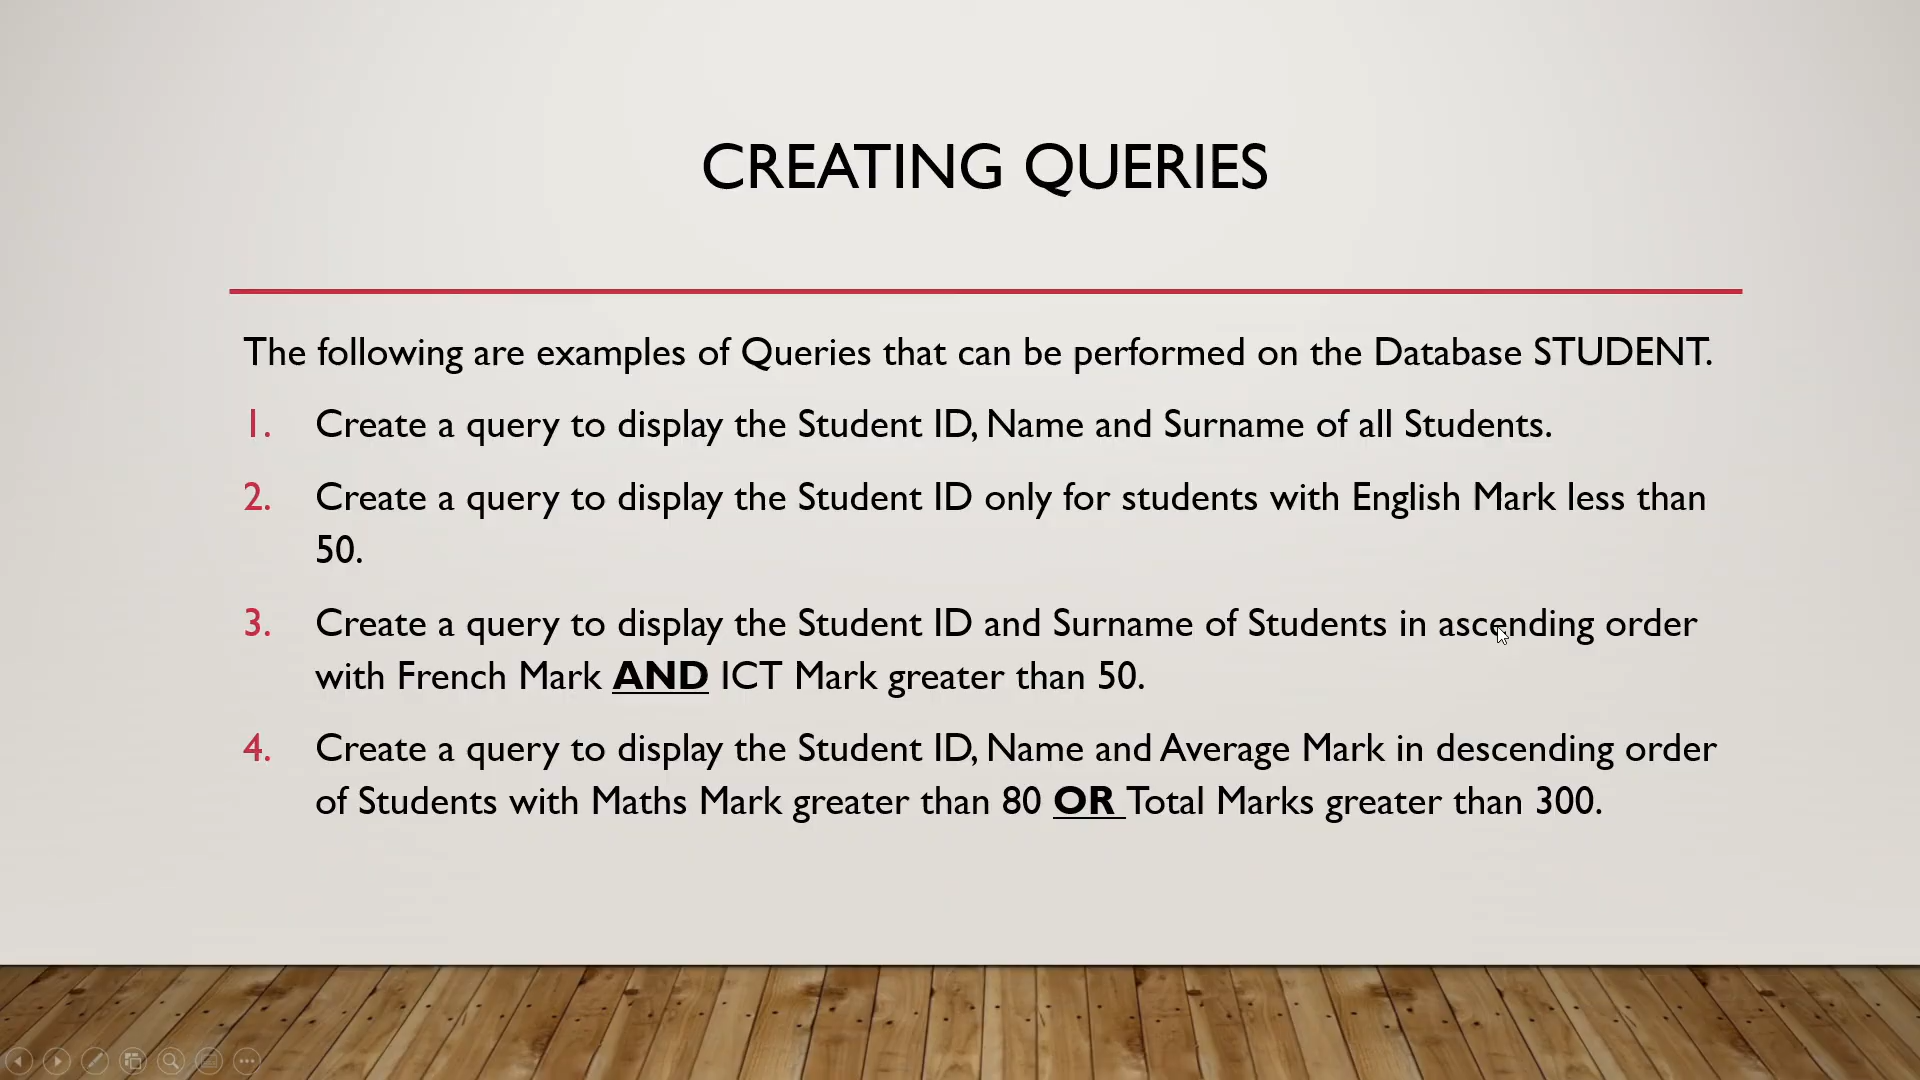 CREATING QUERIES
The following are examples of Queries that can be performed on the Database STUDENT.
1. Create a query to display the Student ID, Name and Surname of all Students.
2. Create a query to display the Student ID only for students with English Mark less than
50.
3. Create a query to display the Student ID and Surname of Students in ascending order
with French Mark AND ICT Mark greater than 50.
4. Create a query to display the Student ID, Name and Average Mark in descending order
of Students with Maths Mark greater than 80 OR Total Marks greater than 300.